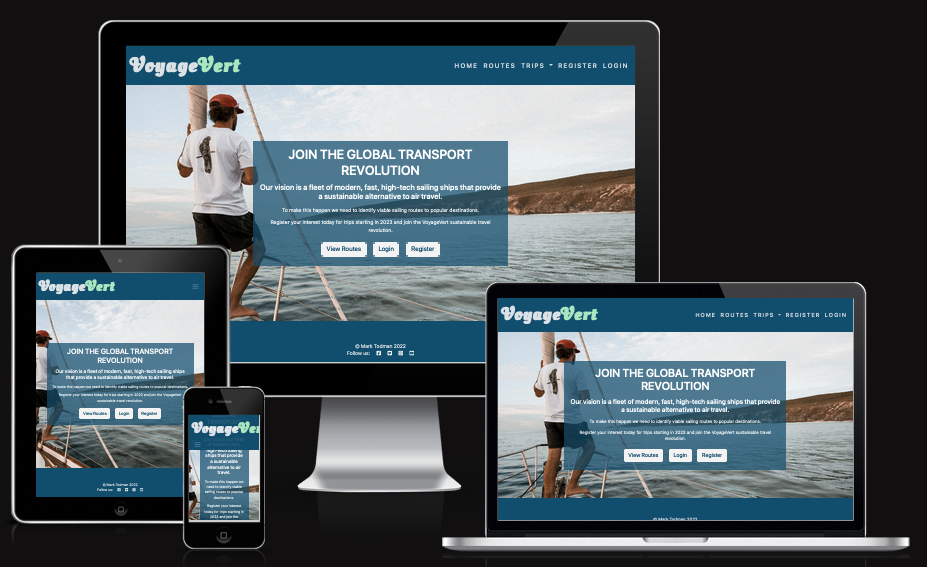 VoyageVert
HOME ROUTES TRIPS REGISTER LOGIN
JOIN THE GLOBAL TRANSPORT
REVOLUTION
Our vision is a fleet of modern, fast, high-tech sailing ships that provide
a sustainable alternative to air travel.
To make this happen we need to identify viable sailing routes to popular destinations.
Register your interest today for trips starting in 2023 and join the VoyageVert sustainable travel
revolution.
View Routes Login Register
© Mark Todman 2022
Follow us:
VoyageVert
JOIN THE GLOBAL TRANSPORT
REVOLUTION
Our vision is a fleet of modern, fast, high-tech sailing ships
that provide a sustainable alternative to air travel.
To make this happen we need to identify viable sailing routes to popular destinations.
Register your interest today for trips starting in 2023 and join the VoyageVert
sustainable travel revolution.
View Routes Login Register
© Mark Todman 2022
Follow us:
VoyageVer
high-tech sailing
ships that provide
a sustainable
alternative to air
travel.
To make this happen we
need to identify viable
sailing routes to popular
destinations.
Register your interest
today for trips starting in
2023 and join the
VoyageVert
HOME ROUTES TRIPS REGISTER LOGIN
JOIN THE GLOBAL TRANSPORT
REVOLUTION
Our vision is a fleet of modern, fast, high-tech sailing ships that provide
a sustainable alternative to air travel.
To make this happen we need to identify viable sailing routes to popular destinations.
Register your interest today for trips starting in 2023 and join the VoyageVert sustainable travel
revolution.
View Routes Login Register
© Mark Todman 2022